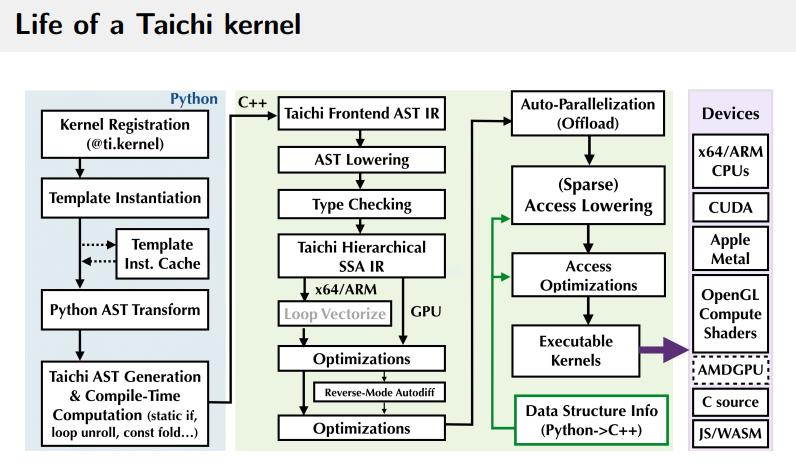 Life of a Taichi kernel
Python
Kernel Registration
(@ti.kernel)
Template Instantiation
Template
Inst. Cache
Python AST Transform
Taichi AST Generation
& Compile-Time
Computation (static if,
loop unroll, const fold…)
C++
Taichi Frontend AST IR
AST Lowering
Type Checking
Taichi Hierarchical
SSA IR
x64/ARM
GPU
Loop Vectorize
Optimizations
Reverse-Mode Autodiff
Optimizations
Auto-Parallelization
(Offload)
(Sparse)
Access Lowering
Access
Optimizations
Executable
Kernels
Data Structure Info
(Python->C++)
Devices
x64/ARM
CPUs
CUDA
Apple
Metal
OpenGL
Compute
Shaders
AMDGPU
C source
JS/WASM